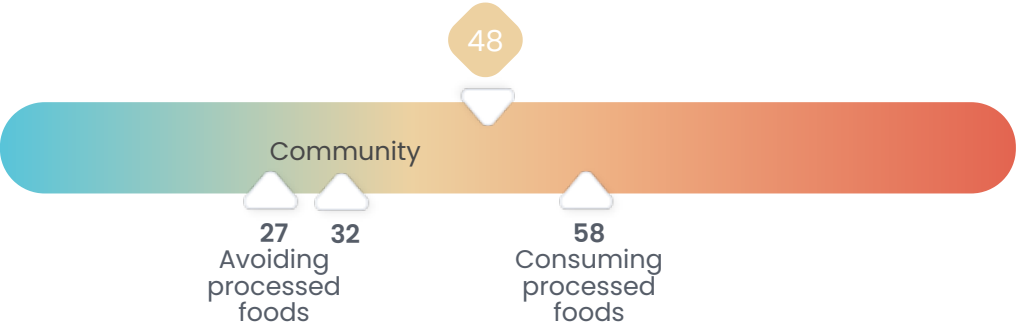 48
Community
27
32
58
Avoiding
processed
foods
Consuming
processed
foods